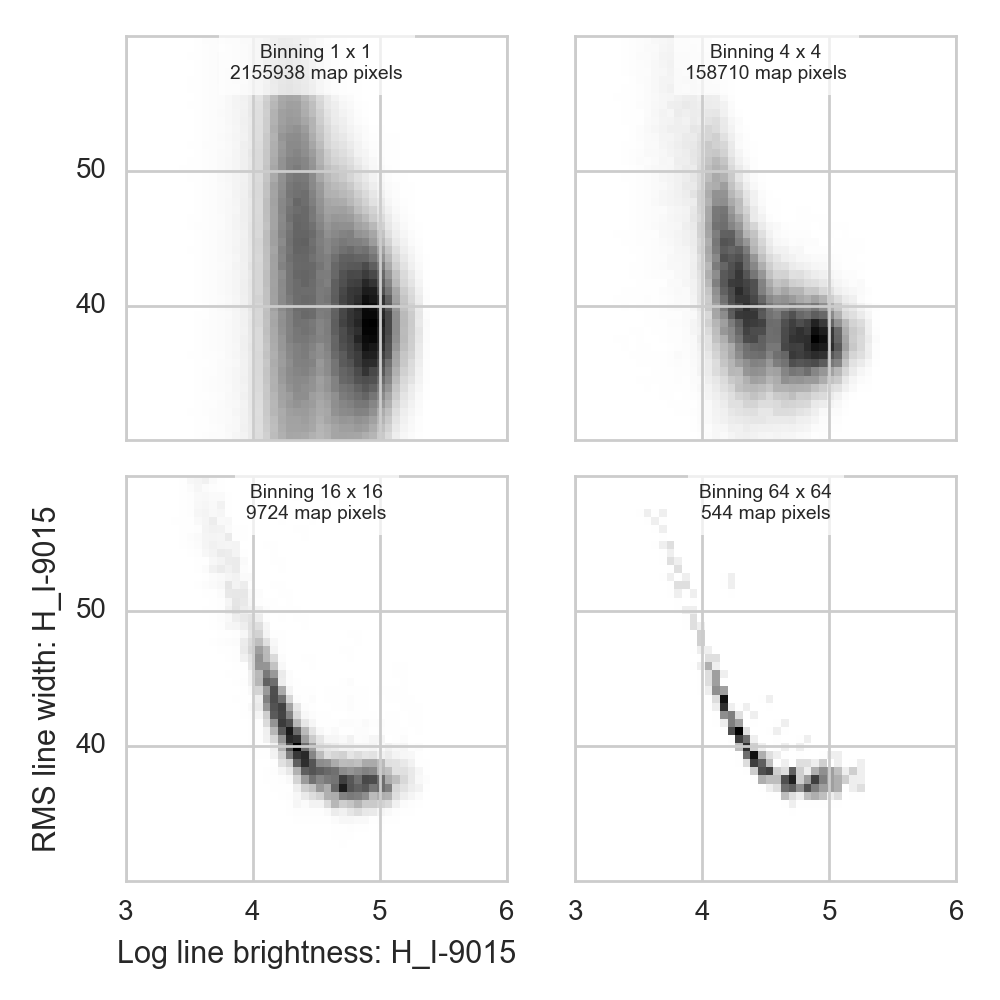 Binning 1 x 1
2155938 map pixels
Binning 4 x 4
158710 map pixels
50
40
Binning 16 x 16
9724 map pixels
Binning 64 x 64
544 map pixels
50
40
RMS line width: H_I-9015
3 4 5 6 3 4 5 6
Log line brightness: H_I-9015